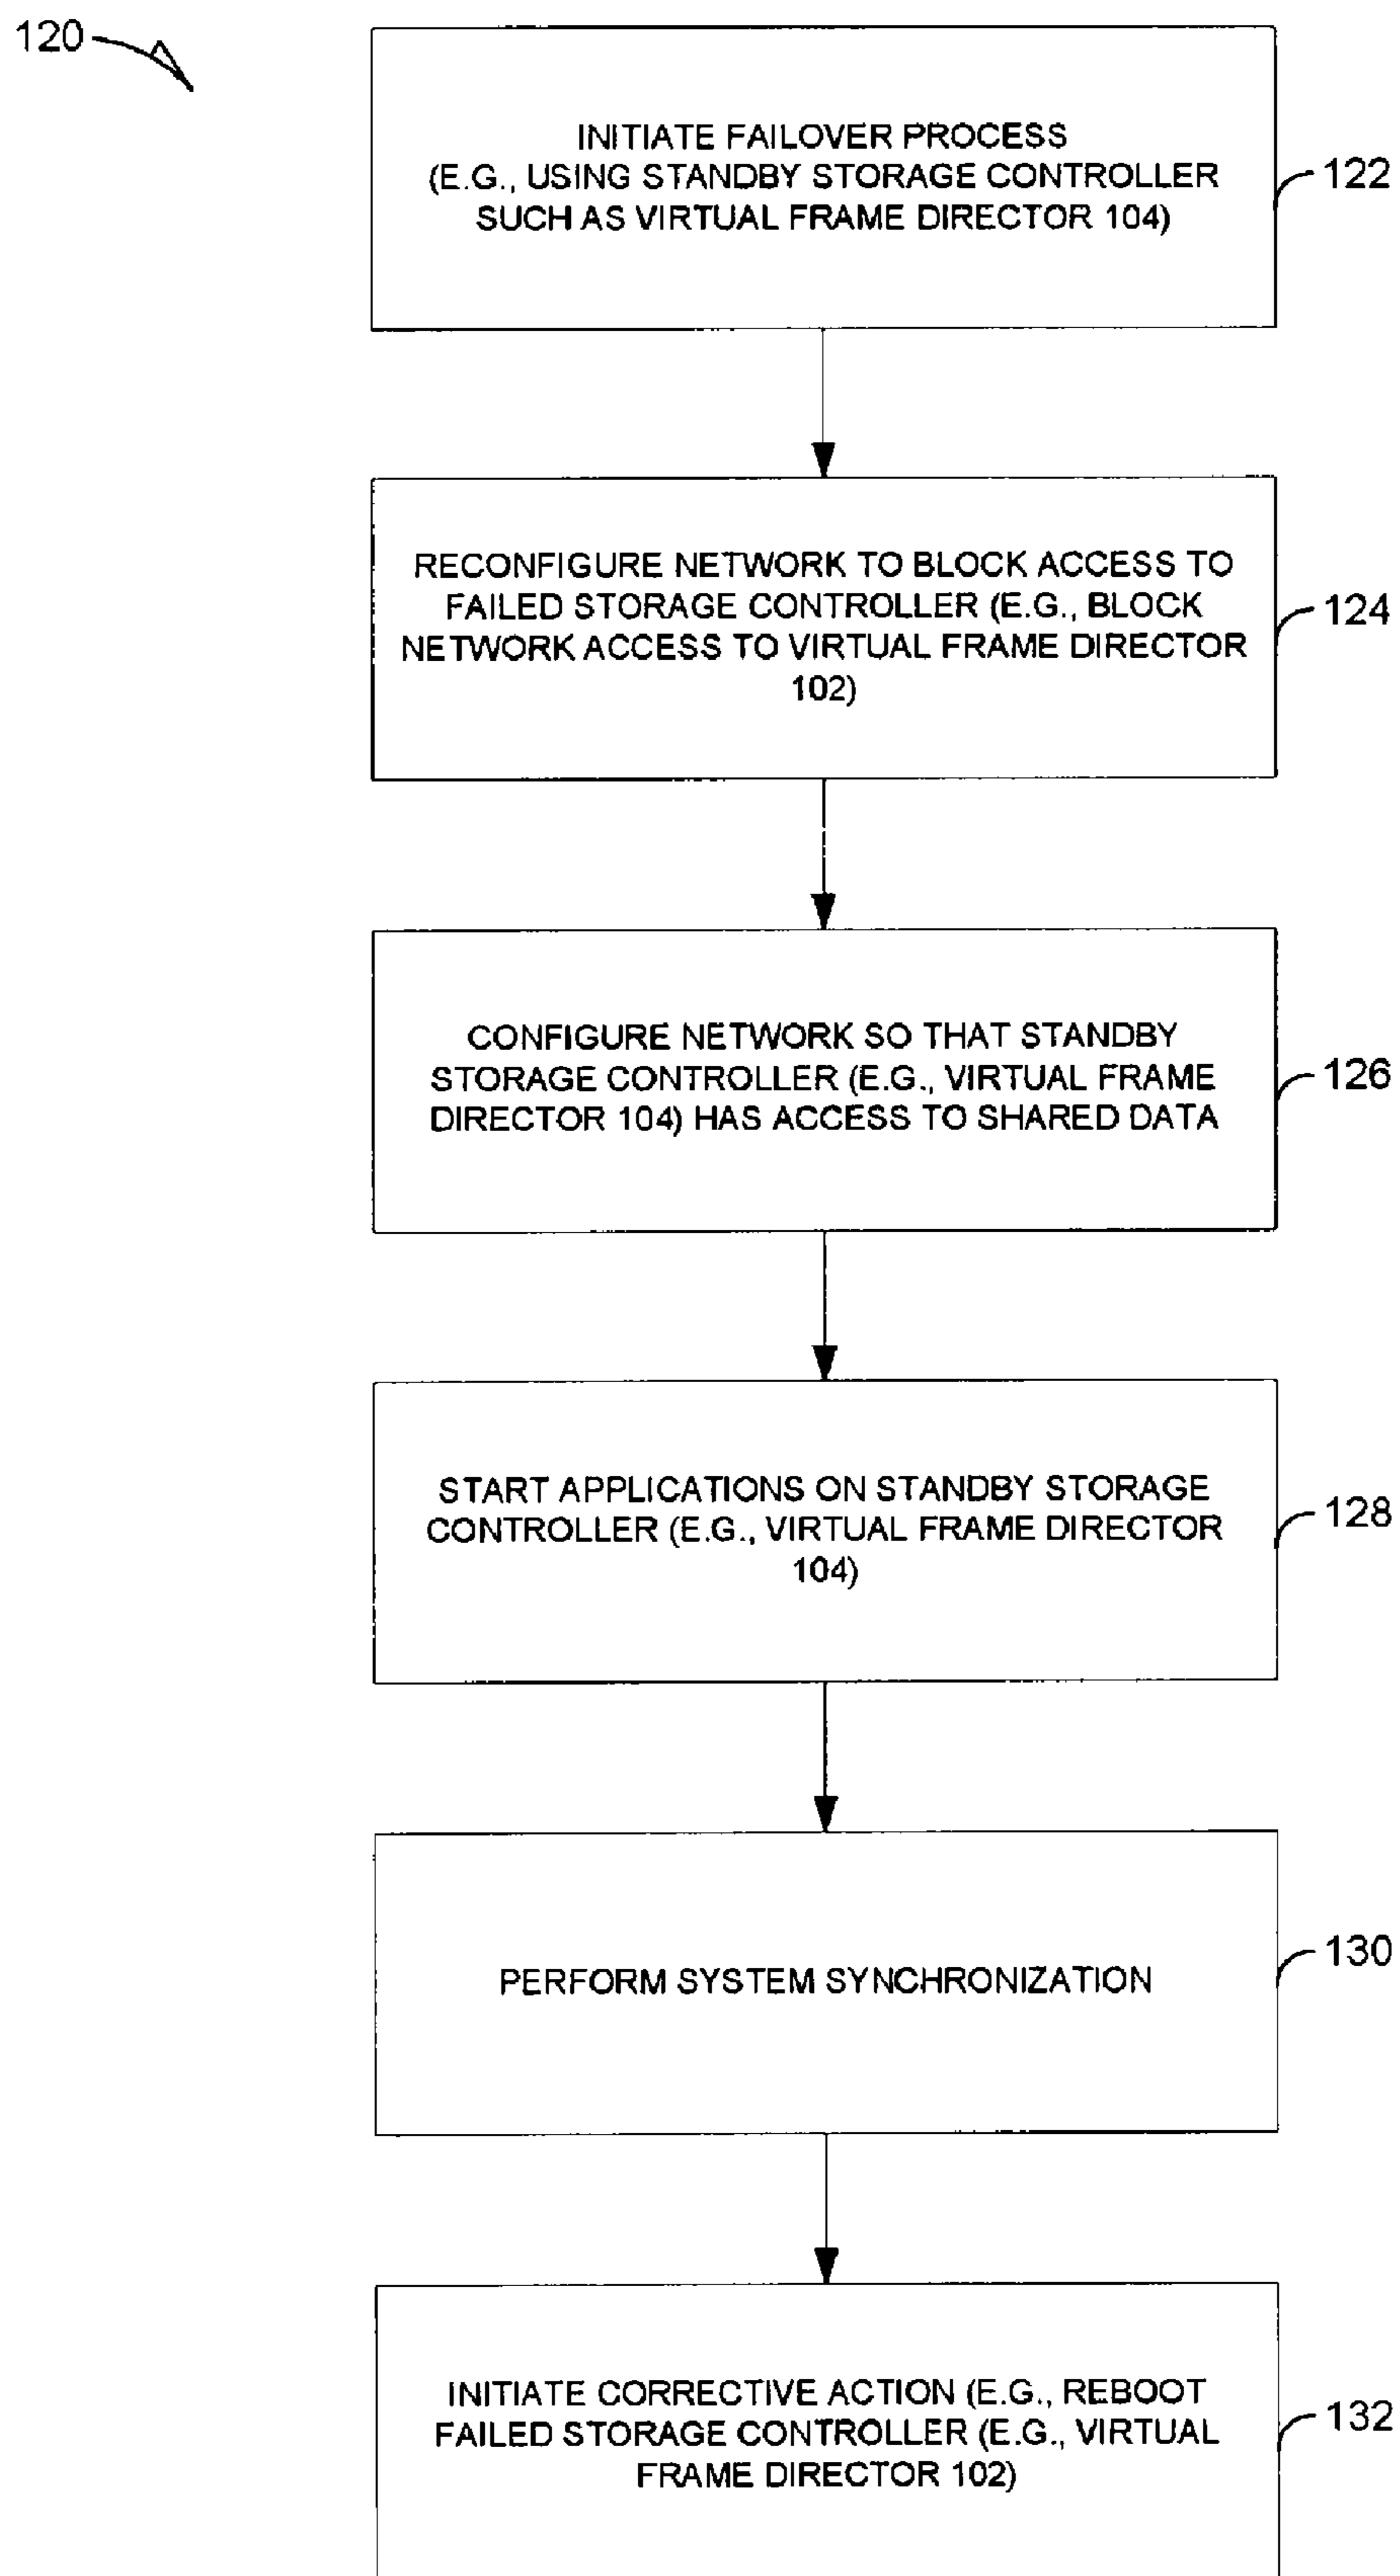 120
INITIATE FAILOVER PROCESS
(E.G., USING STANDBY STORAGE CONTROLLER
SUCH AS VIRTUAL FRAME DIRECTOR 104)
122
RECONFIGURE NETWORK TO BLOCK ACCESS TO
FAILED STORAGE CONTROLLER (E.G., BLOCK
NETWORK ACCESS TO VIRTUAL FRAME DIRECTOR
102)
124
CONFIGURE NETWORK SO THAT STANDBY
STORAGE CONTROLLER (E.G., VIRTUAL FRAME
DIRECTOR 104) HAS ACCESS TO SHARED DATA
126
START APPLICATIONS ON STANDBY STORAGE
CONTROLLER (E.G., VIRTUAL FRAME DIRECTOR
104)
128
PERFORM SYSTEM SYNCHRONIZATION
130
INITIATE CORRECTIVE ACTION (E.G., REBOOT
FAILED STORAGE CONTROLLER (E.G., VIRTUAL
FRAME DIRECTOR 102)
132